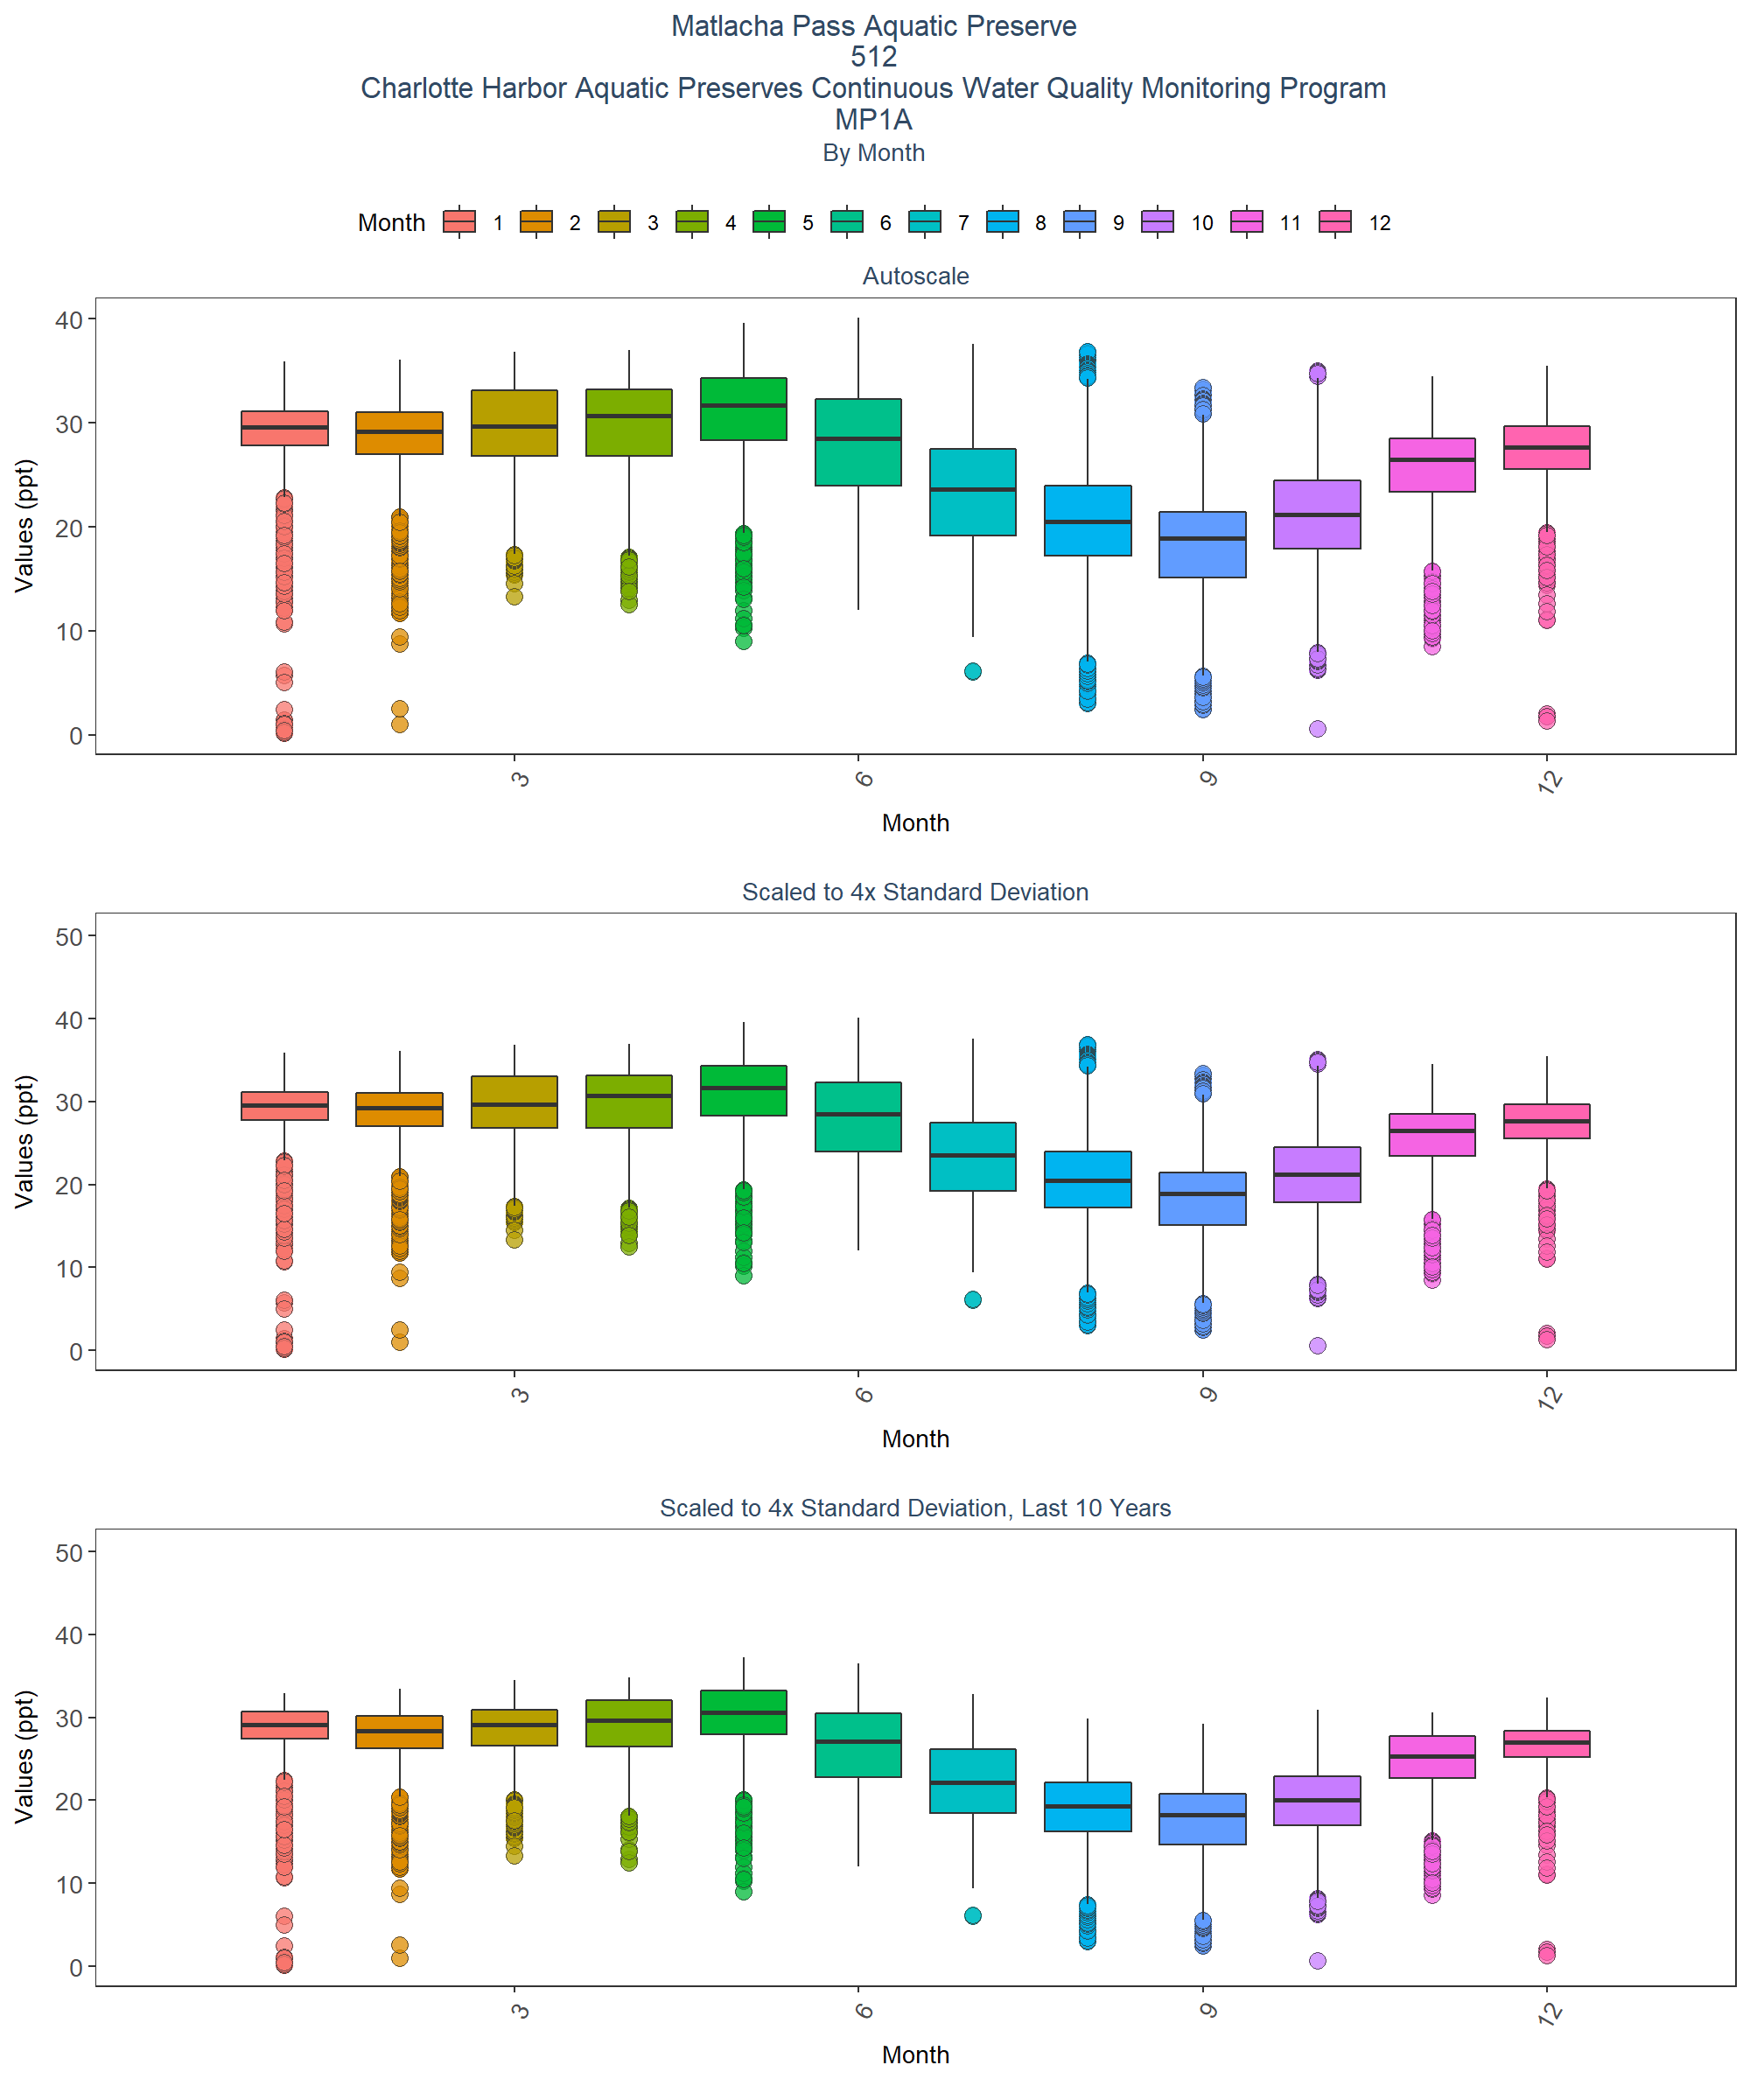 Matlacha Pass Aquatic Preserve
512
Charlotte Harbor Aquatic Preserves Continuous Water Quality Monitoring Program
MP1A
By Month
Month 1 2 3 4 5 6 7 8 9 10 11 12
Autoscale
Values (ppt)
40
30
20
10
0
3 6 9 12
Month
Scaled to 4x Standard Deviation
Values (ppt)
50
40
30
20
10
0
3 6 9 12
Month
Scaled to 4x Standard Deviation, Last 10 Years
Values (ppt)
50
40
30
20
10
0
3 6 9 12
Month